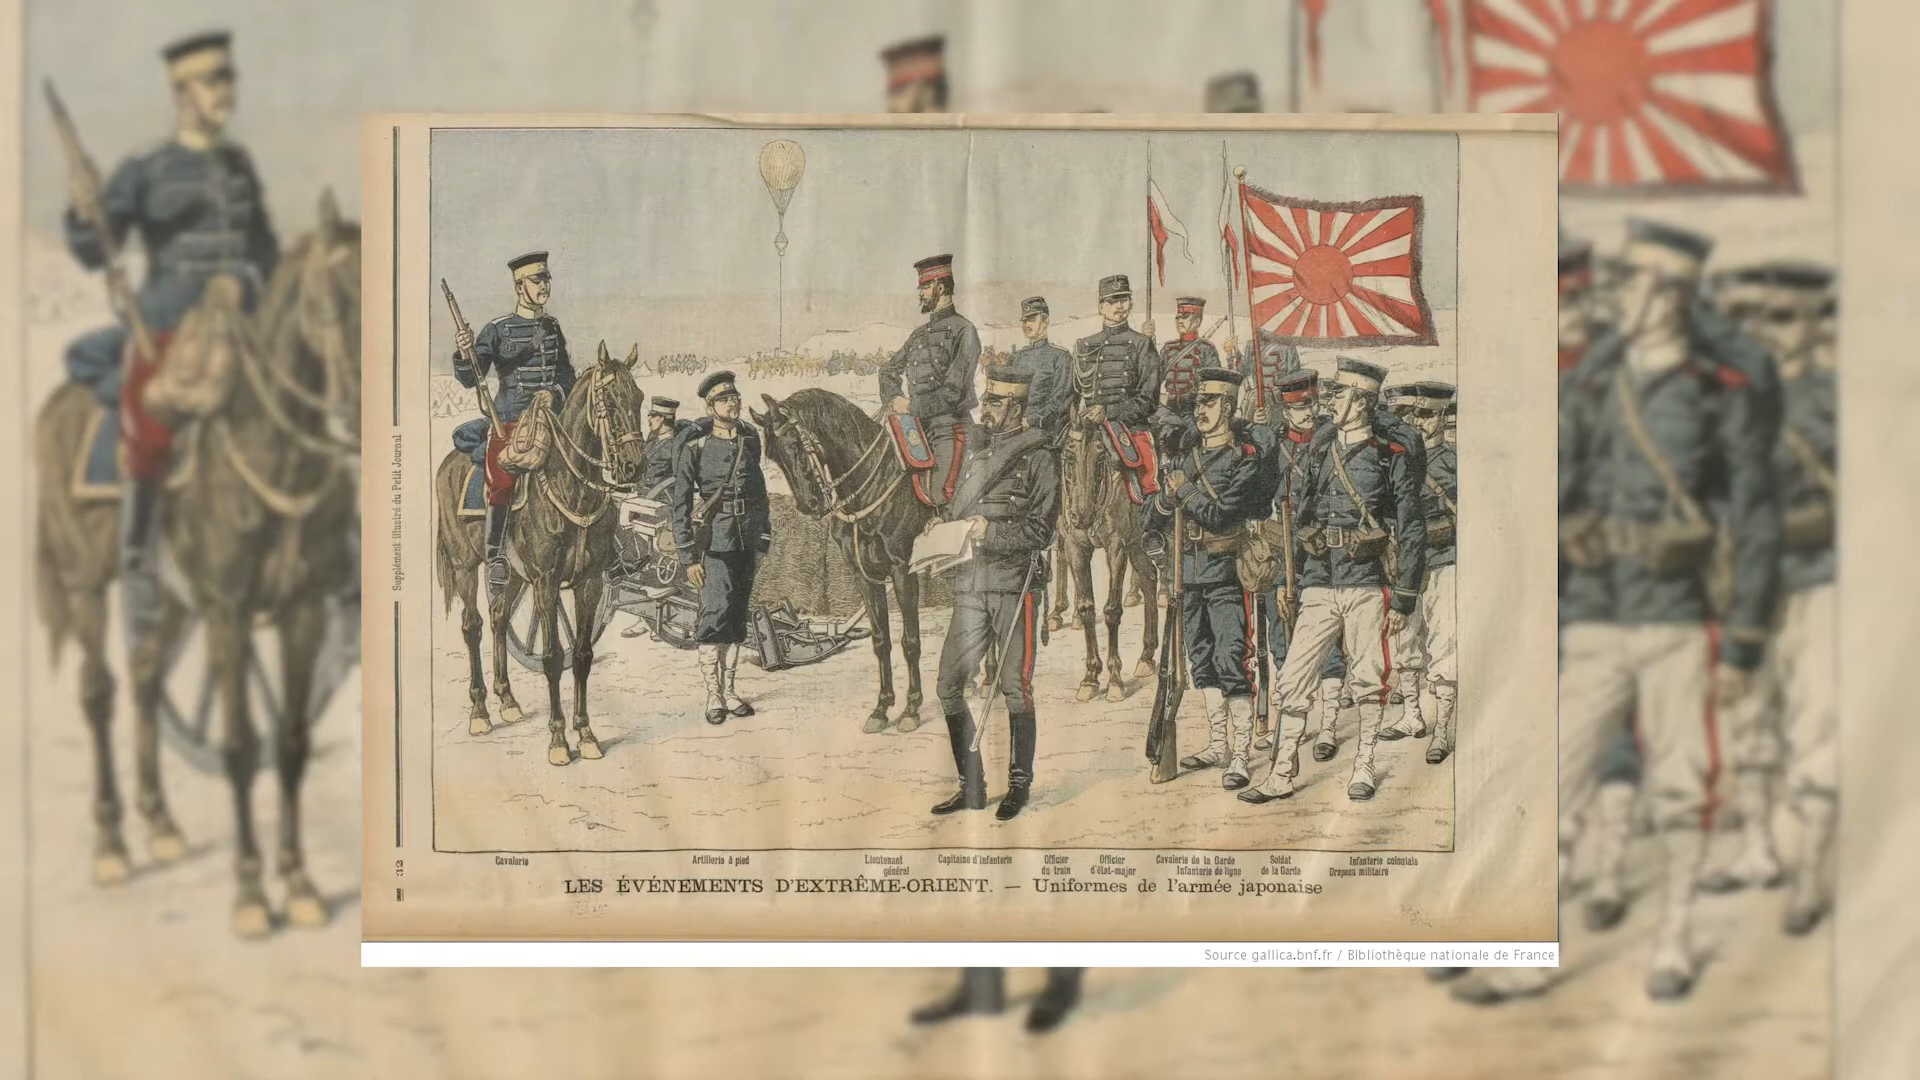 Supplément illustré du Petit Journal
32
Cavalerie
Artillerie à pied
Lieutenant
général
Capitaine d'infanterie
Officier
du train
Officier
d'état-major
Cavalerie de la Garde
Infanterie de ligne
Soldat
de la Garde
Infanterie coloniale
Drapeau militaire
LES ÉVÉNEMENTS D'EXTRÊME-ORIENT. — Uniformes de l'armée japonaise
Source gallica.bnf.fr / Bibliothèque nationale de France